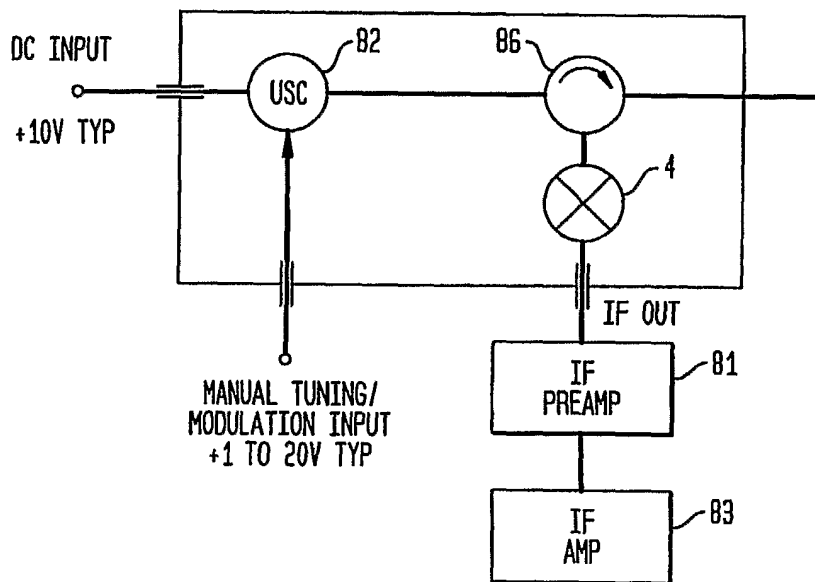 DC INPUT
+10V TYP
82
USC
86
4
IF OUT
MANUAL TUNING/
MODULATION INPUT
+1 TO 20V TYP
IF
PREAMP
81
IF
AMP
83